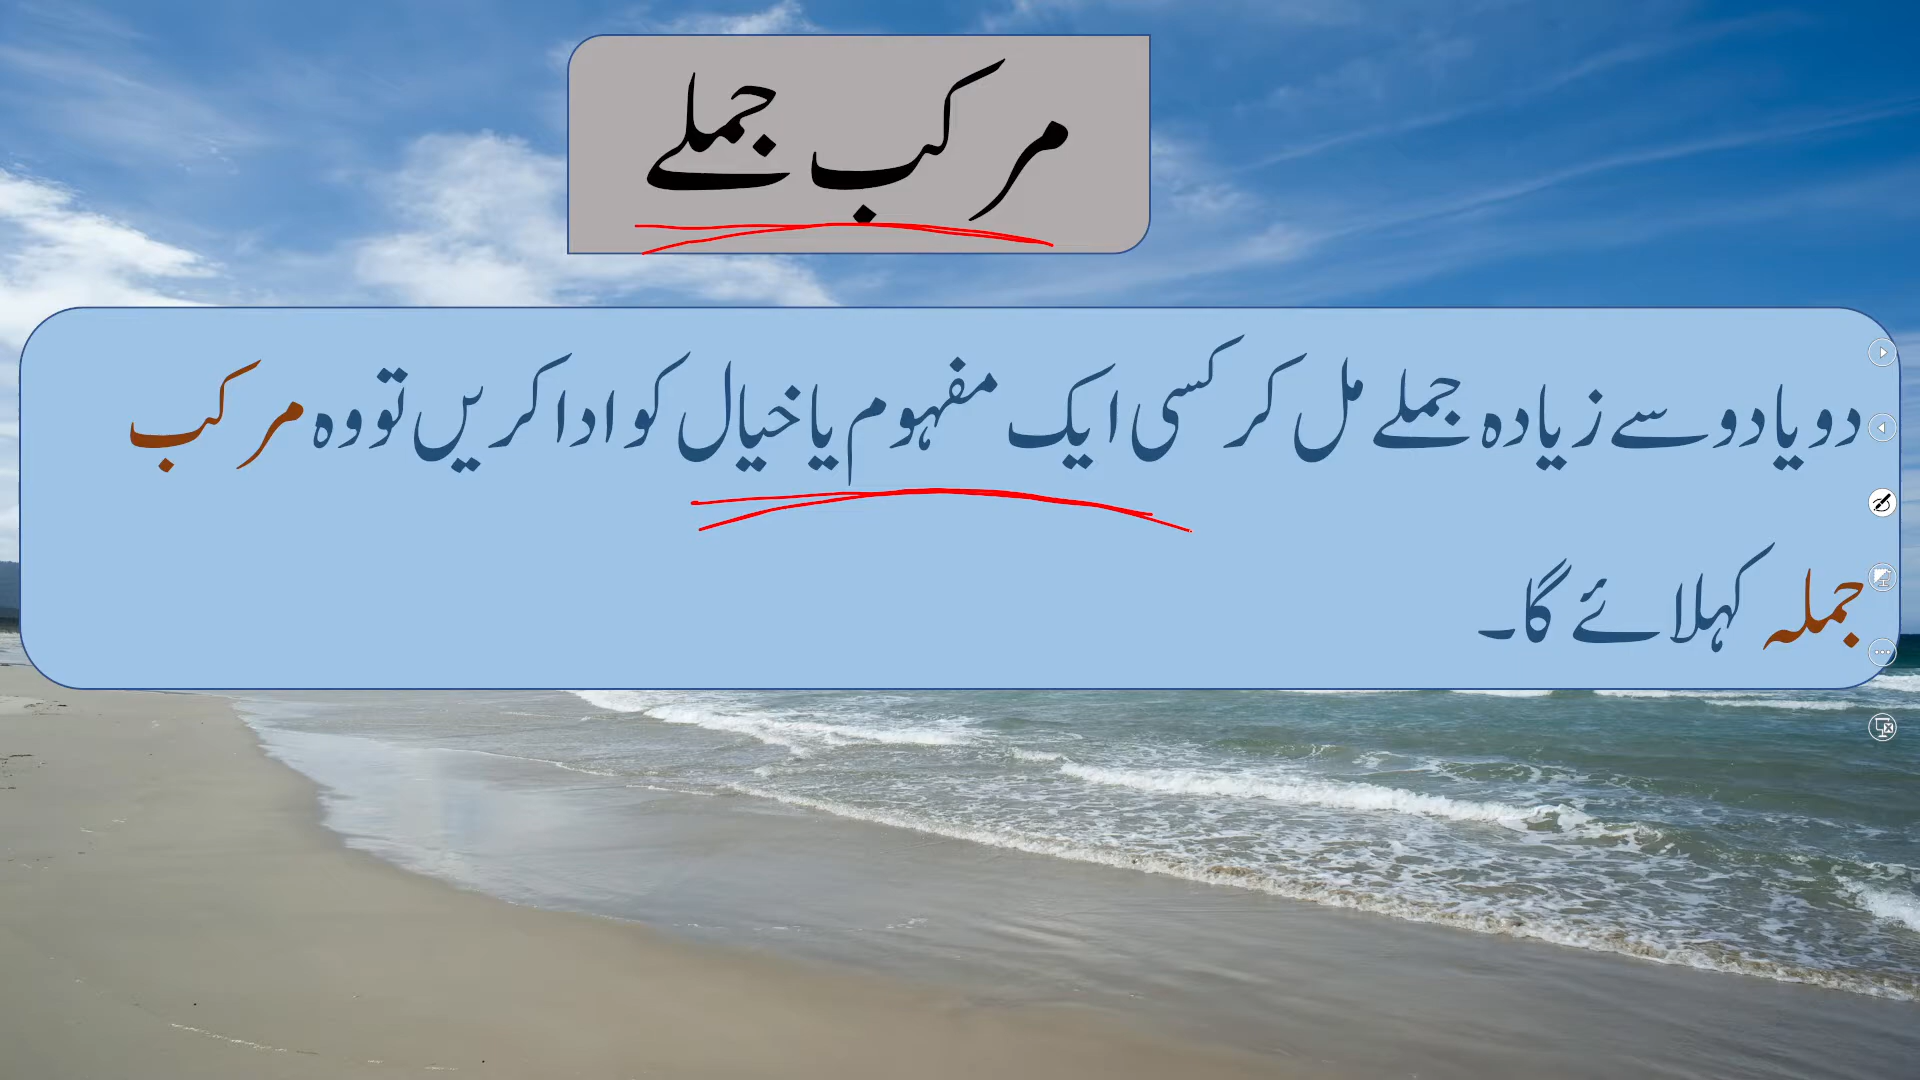 مرکب جملے
دو یا دو سے زیادہ جملے مل کر کسی ایک مفہوم یا خیال کو ادا کریں تو وہ مرکب
جملہ کہلائے گا۔